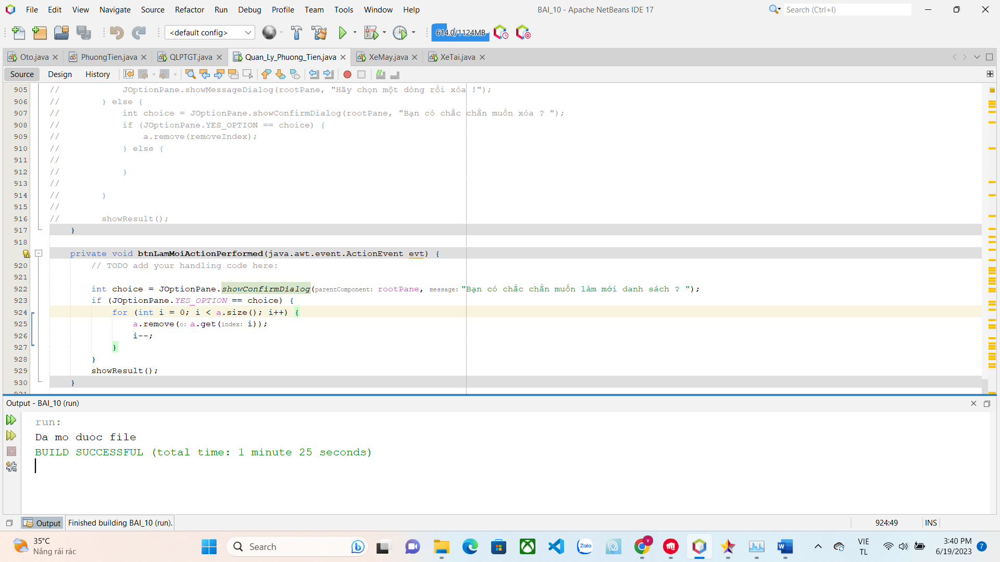 File Edit View Navigate Source Refactor Run Debug Profile Team Tools Window Help BAI_10 - Apache NetBeans IDE 17 Search (Ctrl+I)
<default config> 614.0/1124MB
Oto.java PhuongTien.java QLPTGT.java Quan_Ly_Phuong_Tien.java XeMay.java XeTai.java
Source Design History
905 // JOptionPane.showMessageDialog(rootPane, "Hãy chọn một dòng rồi xóa !");
906 // } else {
907 // int choice = JOptionPane.showConfirmDialog(rootPane, "Bạn có chắc chắn muốn xóa ? ");
908 // if (JOptionPane.YES_OPTION == choice) {
909 // a.remove(removeIndex);
910 // } else {
911 //
912 // }
913 //
914 // }
915 //
916 // showResult();
917 }
918
private void btnLamMoiActionPerformed(java.awt.event.ActionEvent evt) {
920 // TODO add your handling code here:
921
922 int choice = JOptionPane.showConfirmDialog(parentComponent: rootPane, message: "Bạn có chắc chắn muốn làm mới danh sách ? ");
923 if (JOptionPane.YES_OPTION == choice) {
924 for (int i = 0; i < a.size(); i++) {
925 a.remove(o: a.get(index: i));
926 i--;
927 }
928 }
929 showResult();
930 }
Output - BAI_10 (run)
run:
Da mo duoc file
BUILD SUCCESSFUL (total time: 1 minute 25 seconds)
Output Finished building BAI_10 (run). 924:49 INS
35°C
Nắng rải rác
Search
Zalo
V
VIE
TL
3:40 PM
6/19/2023
7